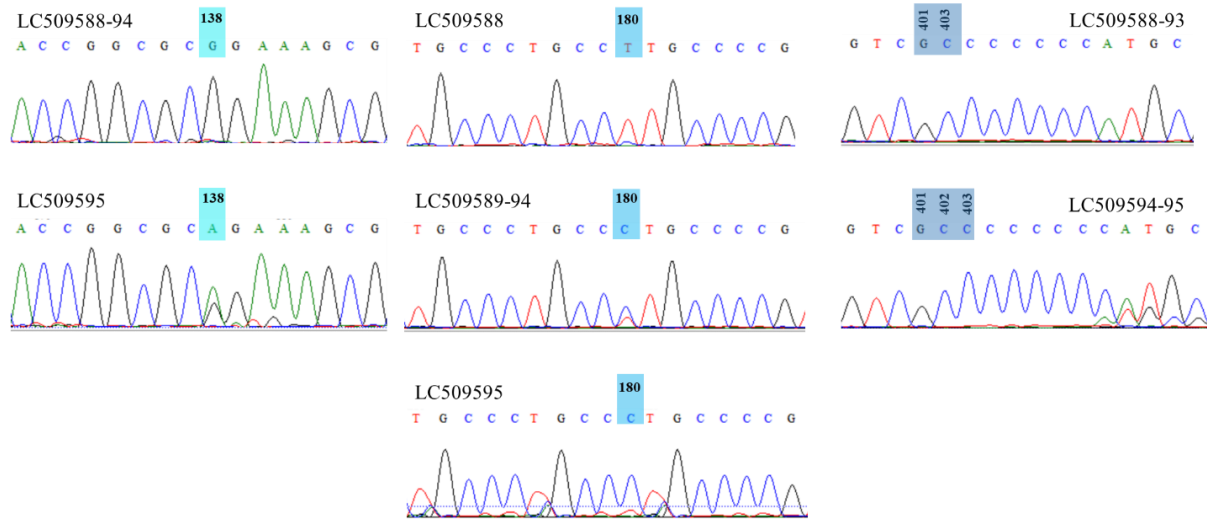 LC509588-94
138
A C C G G C G C G G A A A G C G
LC509588
180
T G C C C T G C C T T G C C C C G
LC509588-93
401 403
G T C G C C C C C C C A T G C
LC509595
138
A C C G G C G C A G A A A G C G
LC509589-94
180
T G C C C T G C C C T G C C C C G
LC509594-95
401 402 403
G T C G C C C C C C C C A T G C
LC509595
180
T G C C C T G C C C T G C C C C G